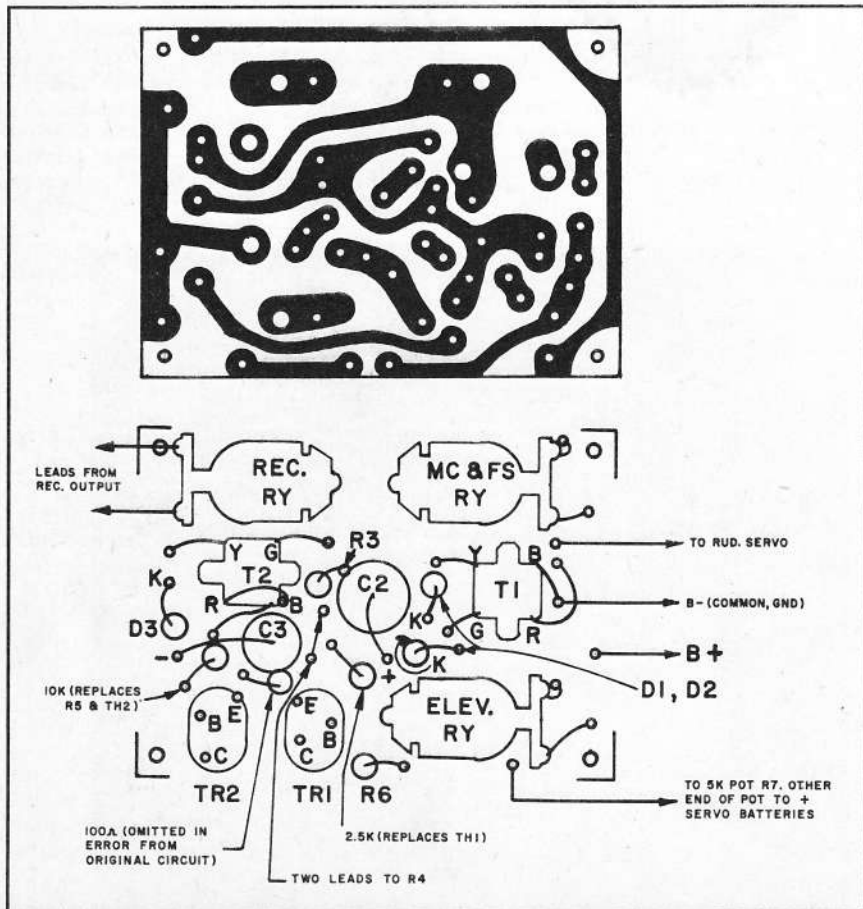 REC.
RY
MC & FS
RY
LEADS FROM
REC. OUTPUT
R3
TO RUD. SERVO
Y G
T2
R B
K
D3
C2
C3
-
+
K
K
Y B
T1
G R
B- (COMMON, GND)
B+
D1, D2
10K (REPLACES
R5 & TH2)
E
B
C
TR2
E
B
C
TR1
R6
ELEV.
RY
TO 5K POT R7. OTHER
END OF POT TO +
SERVO BATTERIES
100Ω (OMITTED IN
ERROR FROM
ORIGINAL CIRCUIT)
2.5K (REPLACES TH1)
TWO LEADS TO R4